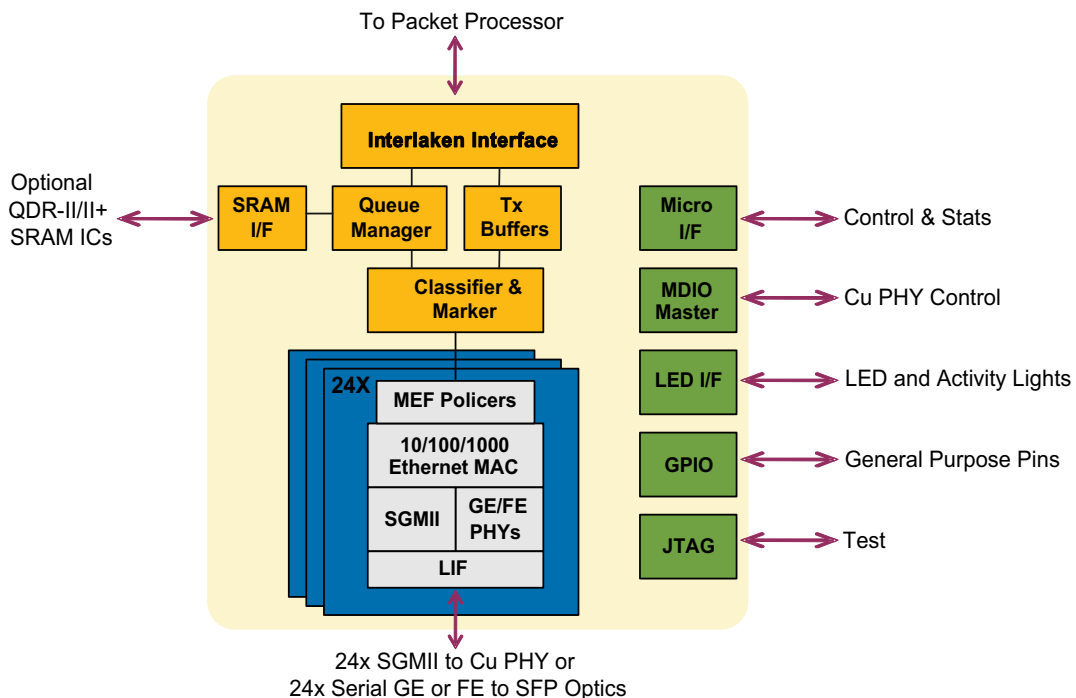 To Packet Processor
Interlaken Interface
Optional
QDR-II/II+
SRAM ICs
SRAM
I/F
Queue
Manager
Tx
Buffers
Micro
I/F
Control & Stats
Classifier &
Marker
MDIO
Master
Cu PHY Control
24X
MEF Policers
LED I/F
LED and Activity Lights
10/100/1000
Ethernet MAC
GPIO
General Purpose Pins
SGMII
GE/FE
PHYs
JTAG
Test
LIF
24x SGMII to Cu PHY or
24x Serial GE or FE to SFP Optics